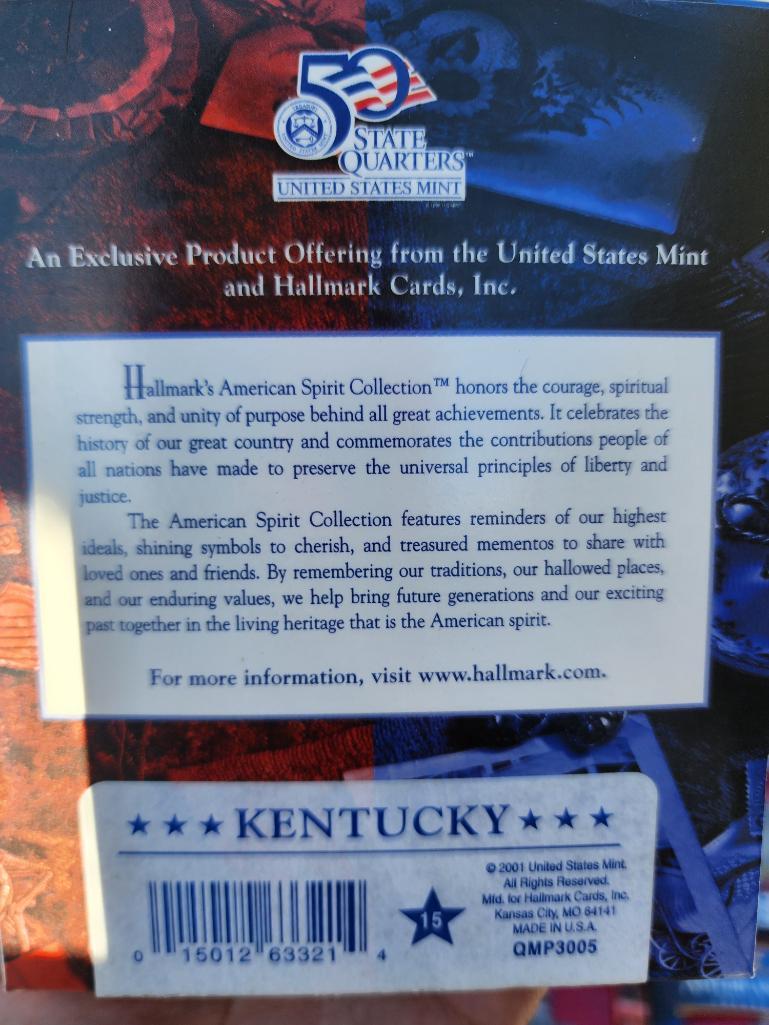 50
STATE
QUARTERS™
UNITED STATES MINT
An Exclusive Product Offering from the United States Mint
and Hallmark Cards, Inc.
Hallmark's American Spirit Collection™ honors the courage, spiritual
strength, and unity of purpose behind all great achievements. It celebrates the
history of our great country and commemorates the contributions people of
all nations have made to preserve the universal principles of liberty and
justice.
The American Spirit Collection features reminders of our highest
ideals, shining symbols to cherish, and treasured mementos to share with
loved ones and friends. By remembering our traditions, our hallowed places,
and our enduring values, we help bring future generations and our exciting
past together in the living heritage that is the American spirit.
For more information, visit www.hallmark.com.
★★★KENTUCKY★★★
© 2001 United States Mint.
All Rights Reserved.
Mfd. for Hallmark Cards, Inc.
Kansas City, MO 64141
MADE IN U.S.A.
QMP3005
15
0 15012 63321 4